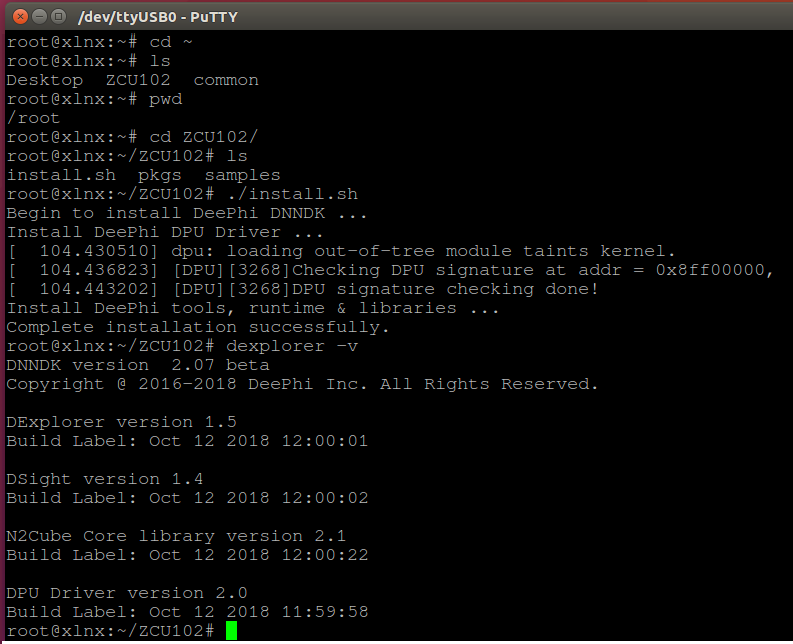 /dev/ttyUSB0 - PuTTY
root@xlnx:~# cd ~
root@xlnx:~# ls
Desktop  ZCU102  common
root@xlnx:~# pwd
/root
root@xlnx:~# cd ZCU102/
root@xlnx:~/ZCU102# ls
install.sh  pkgs  samples
root@xlnx:~/ZCU102# ./install.sh
Begin to install DeePhi DNNDK ...
Install DeePhi DPU Driver ...
[  104.430510] dpu: loading out-of-tree module taints kernel.
[  104.436823] [DPU][3268]Checking DPU signature at addr = 0x8ff00000,
[  104.443202] [DPU][3268]DPU signature checking done!
Install DeePhi tools, runtime & libraries ...
Complete installation successfully.
root@xlnx:~/ZCU102# dexplorer -v
DNNDK version  2.07 beta
Copyright @ 2016-2018 DeePhi Inc. All Rights Reserved.

DExplorer version 1.5
Build Label: Oct 12 2018 12:00:01

DSight version 1.4
Build Label: Oct 12 2018 12:00:02

N2Cube Core library version 2.1
Build Label: Oct 12 2018 12:00:22

DPU Driver version 2.0
Build Label: Oct 12 2018 11:59:58
root@xlnx:~/ZCU102#